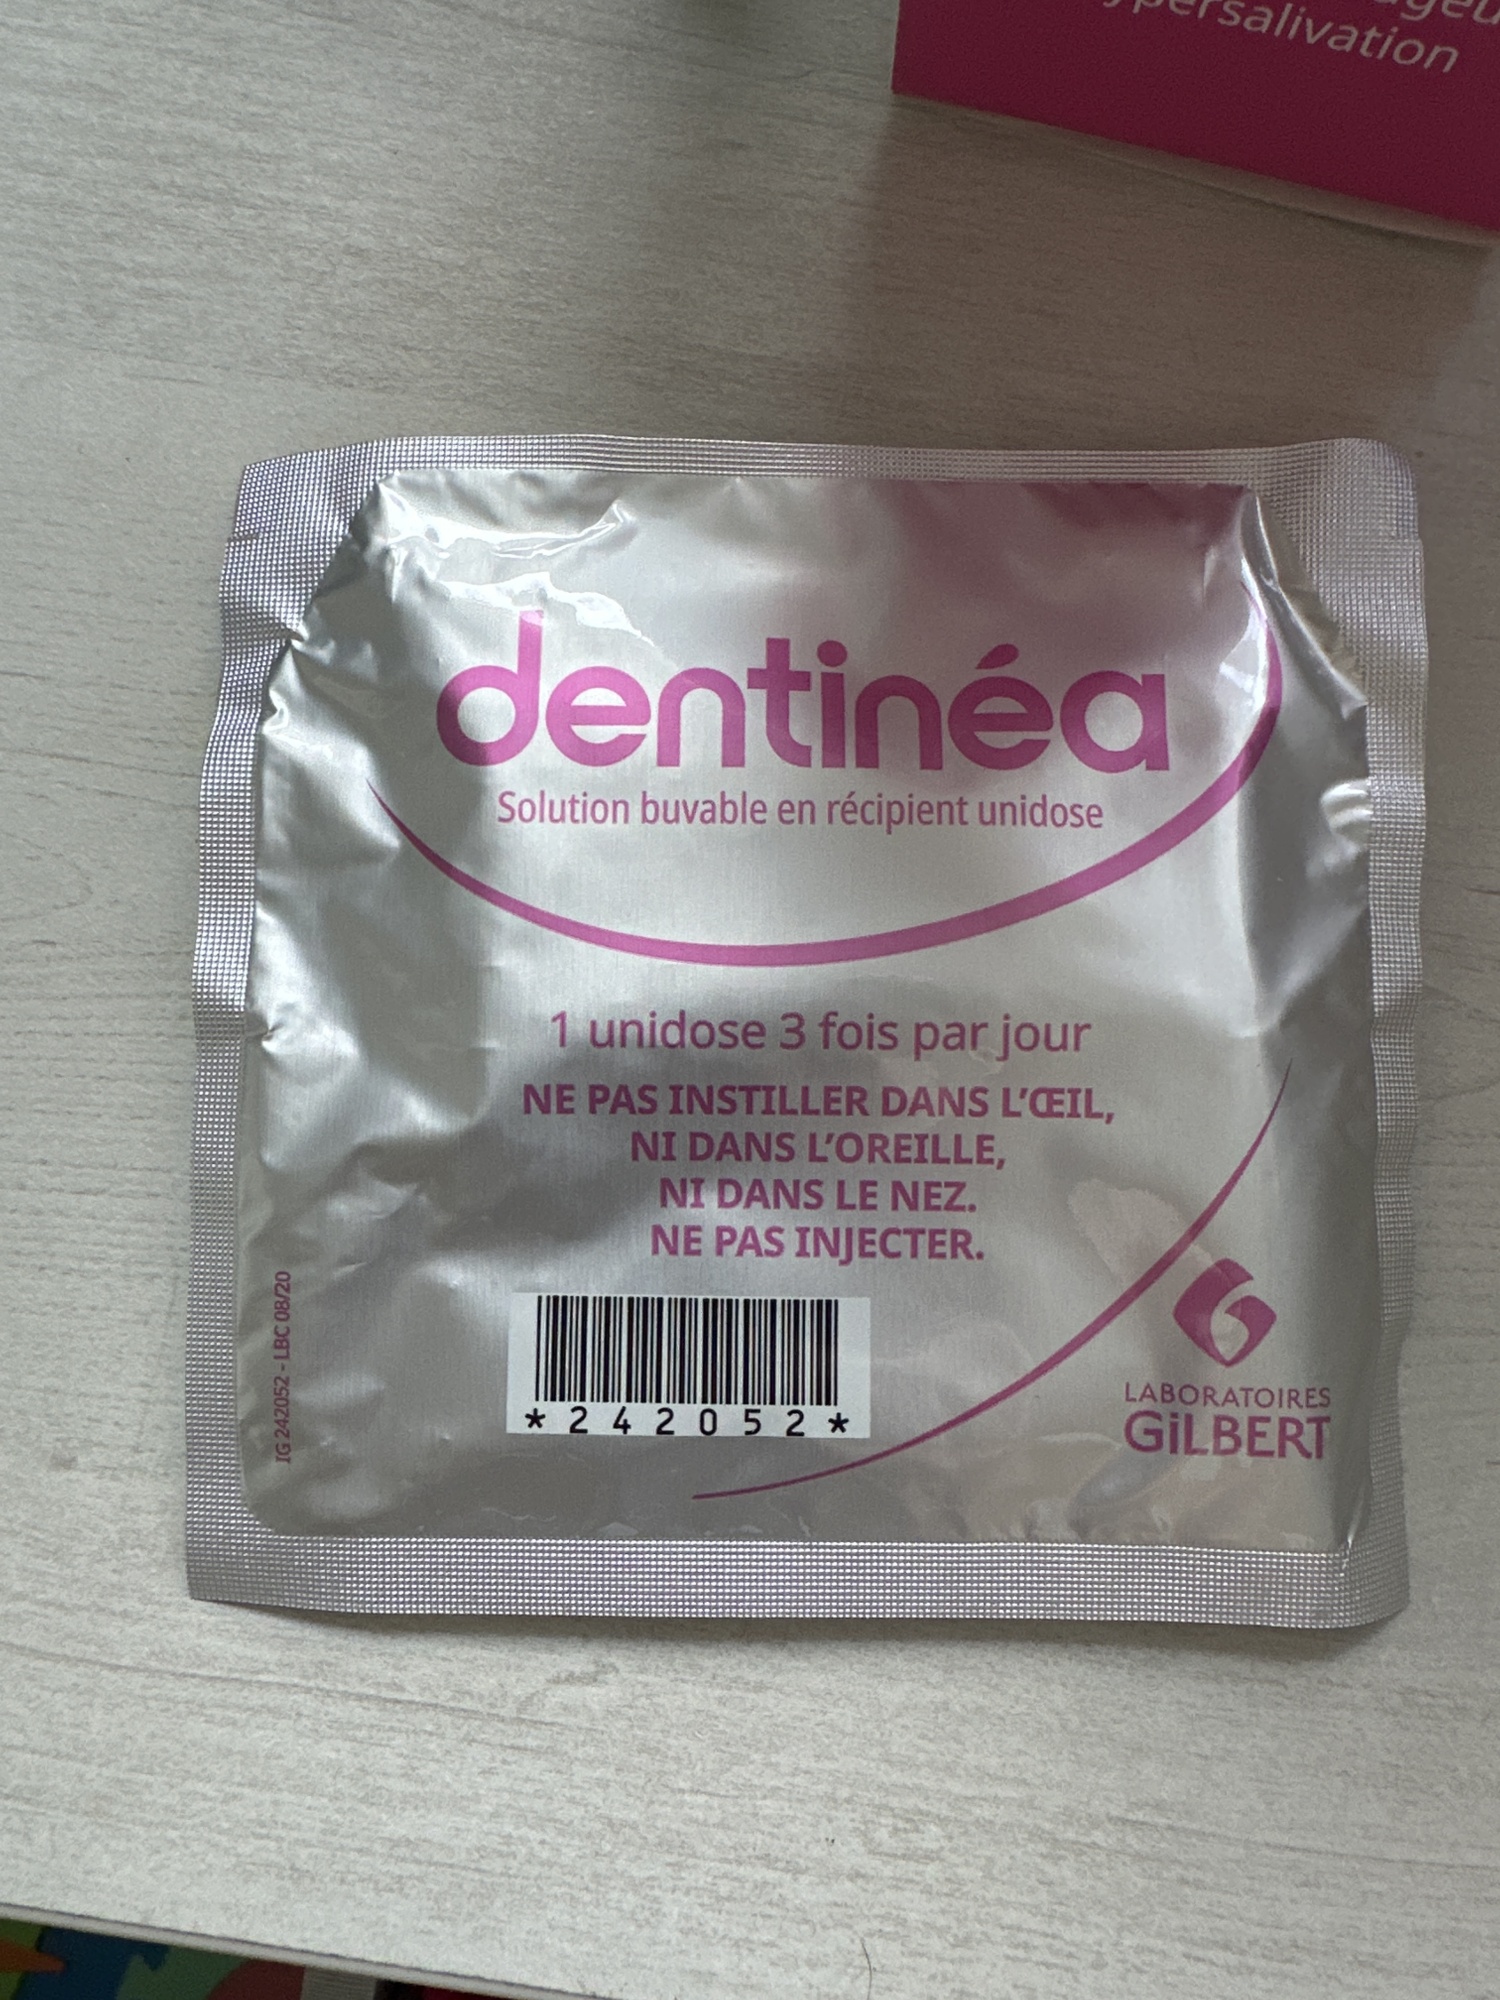 hypersalivation
dentinéa
Solution buvable en récipient unidose
1 unidose 3 fois par jour
NE PAS INSTILLER DANS L'ŒIL,
NI DANS L'OREILLE,
NI DANS LE NEZ.
NE PAS INJECTER.
*242052*
IG 242052 - LBC 08/20
LABORATOIRES
GiLBERT